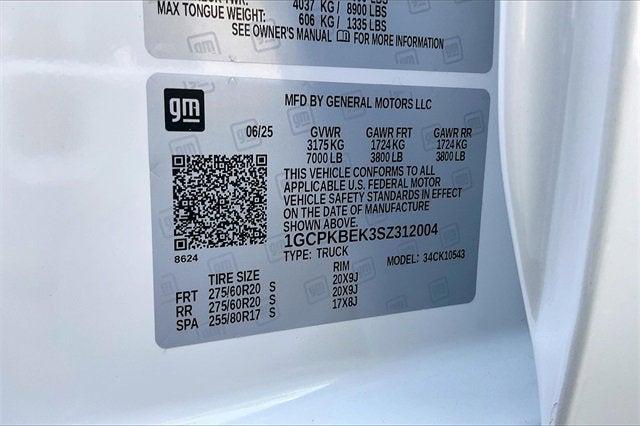 4037 KG/ 8900 LBS
MAX TONGUE WEIGHT: 606 KG/ 1335 LBS
SEE OWNER'S MANUAL FOR MORE INFORMATION
gm
MFD BY GENERAL MOTORS LLC
06/25 GVWR GAWR FRT GAWR RR
3175 KG 1724 KG 1724 KG
7000 LB 3800 LB 3800 LB
THIS VEHICLE CONFORMS TO ALL
APPLICABLE U.S. FEDERAL MOTOR
VEHICLE SAFETY STANDARDS IN EFFECT
ON THE DATE OF MANUFACTURE
SHOWN ABOVE.
1GCPKBEK3SZ312004
8624
TYPE: TRUCK MODEL: 34CK10543
TIRE SIZE RIM
FRT 275/60R20 S 20X9J
RR 275/60R20 S 20X9J
SPA 255/80R17 S 17X8J